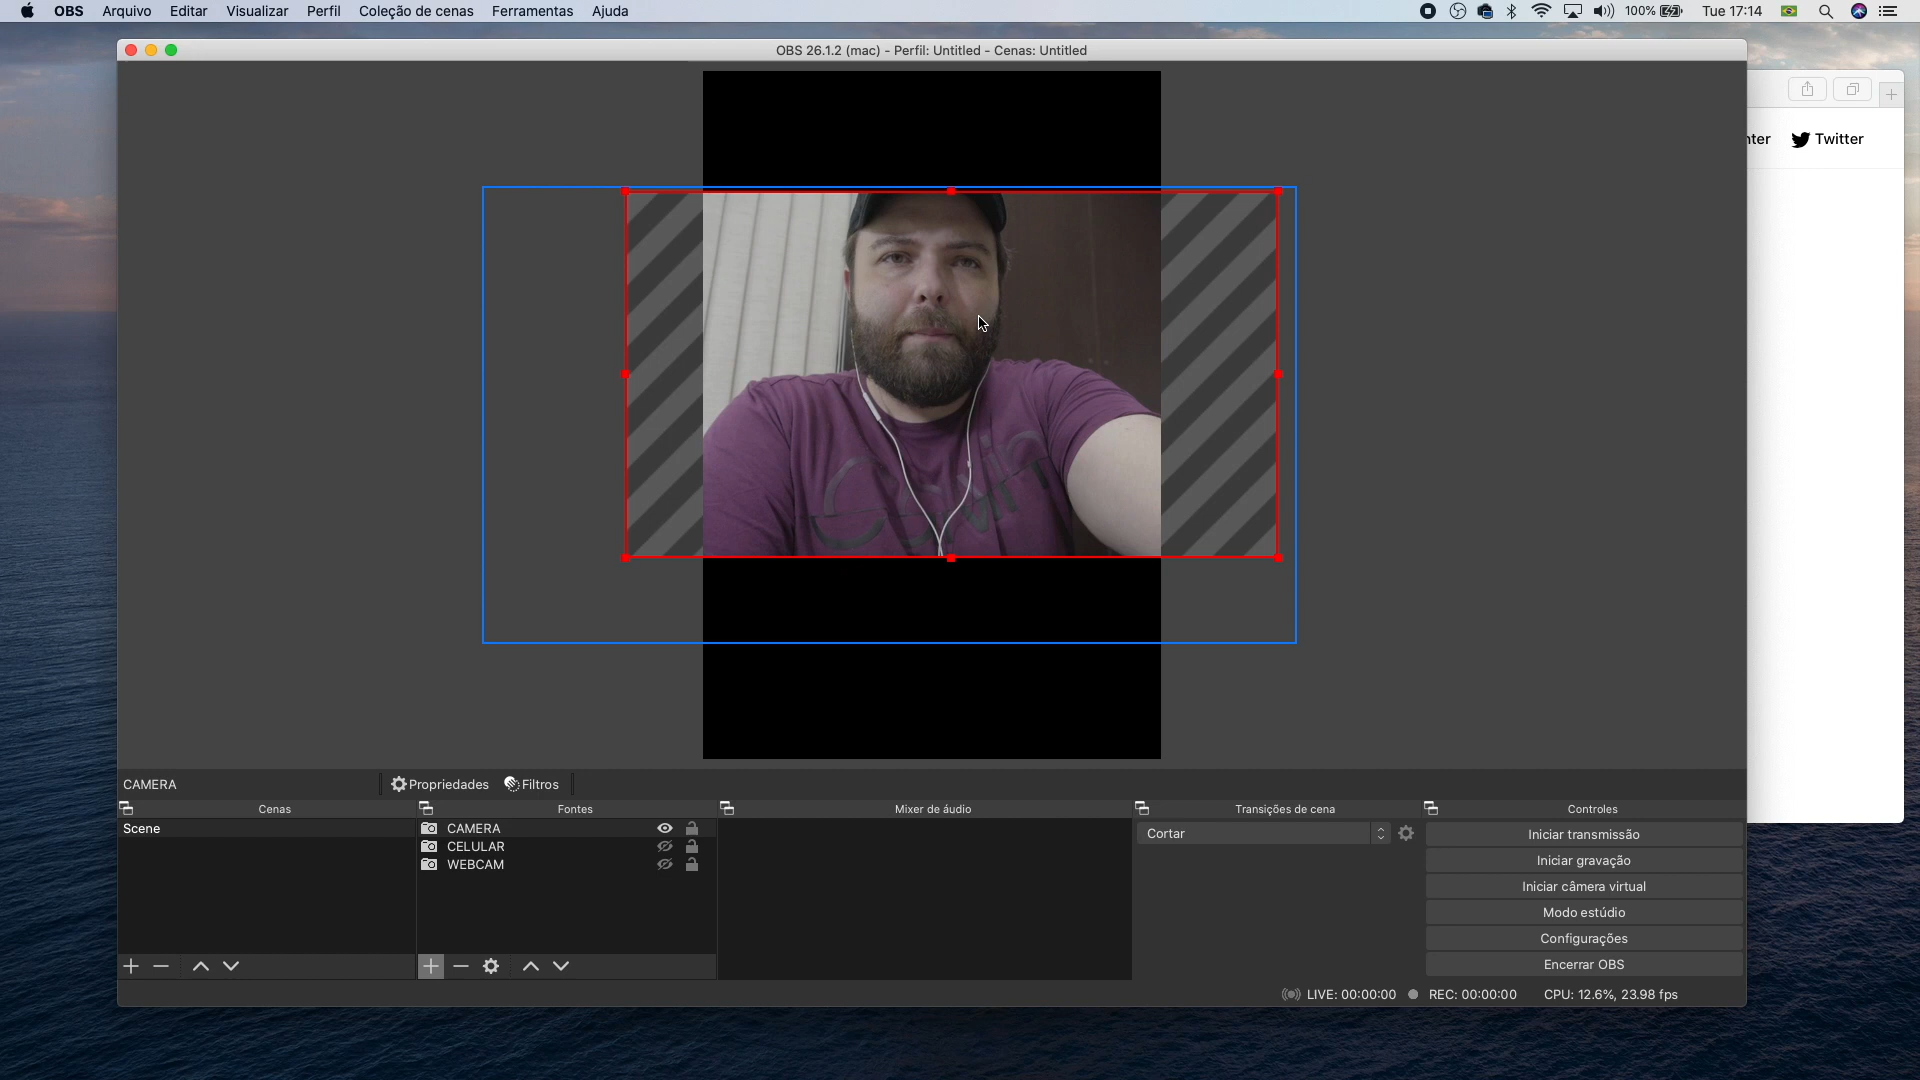 OBS Arquivo Editar Visualizar Perfil Coleção de cenas Ferramentas Ajuda 100% Tue 17:14
OBS 26.1.2 (mac) - Perfil: Untitled - Cenas: Untitled
Twitter
CAMERA Propriedades Filtros
Cenas Fontes Mixer de áudio Transições de cena Controles
Scene CAMERA Cortar Iniciar transmissão
CELULAR
WEBCAM
Iniciar gravação
Iniciar câmera virtual
Modo estúdio
Configurações
Encerrar OBS
LIVE: 00:00:00 REC: 00:00:00 CPU: 12.6%, 23.98 fps